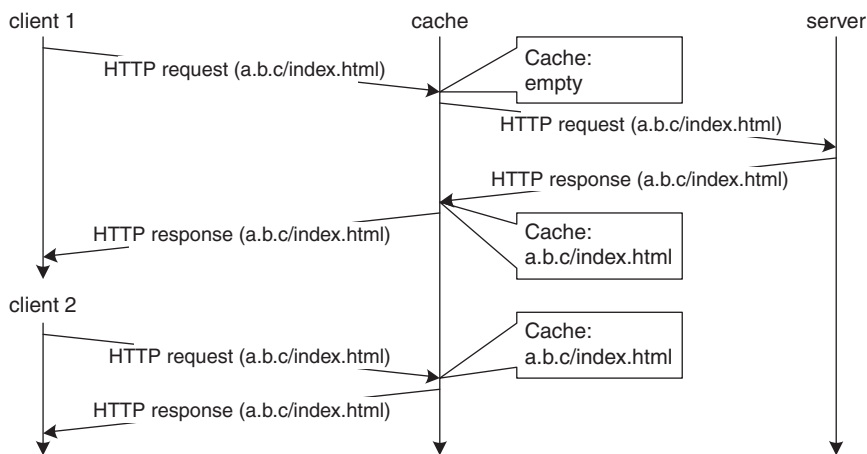 client 1
cache
server
HTTP request (a.b.c/index.html)
Cache:
empty
HTTP request (a.b.c/index.html)
HTTP response (a.b.c/index.html)
HTTP response (a.b.c/index.html)
Cache:
a.b.c/index.html
client 2
HTTP request (a.b.c/index.html)
Cache:
a.b.c/index.html
HTTP response (a.b.c/index.html)